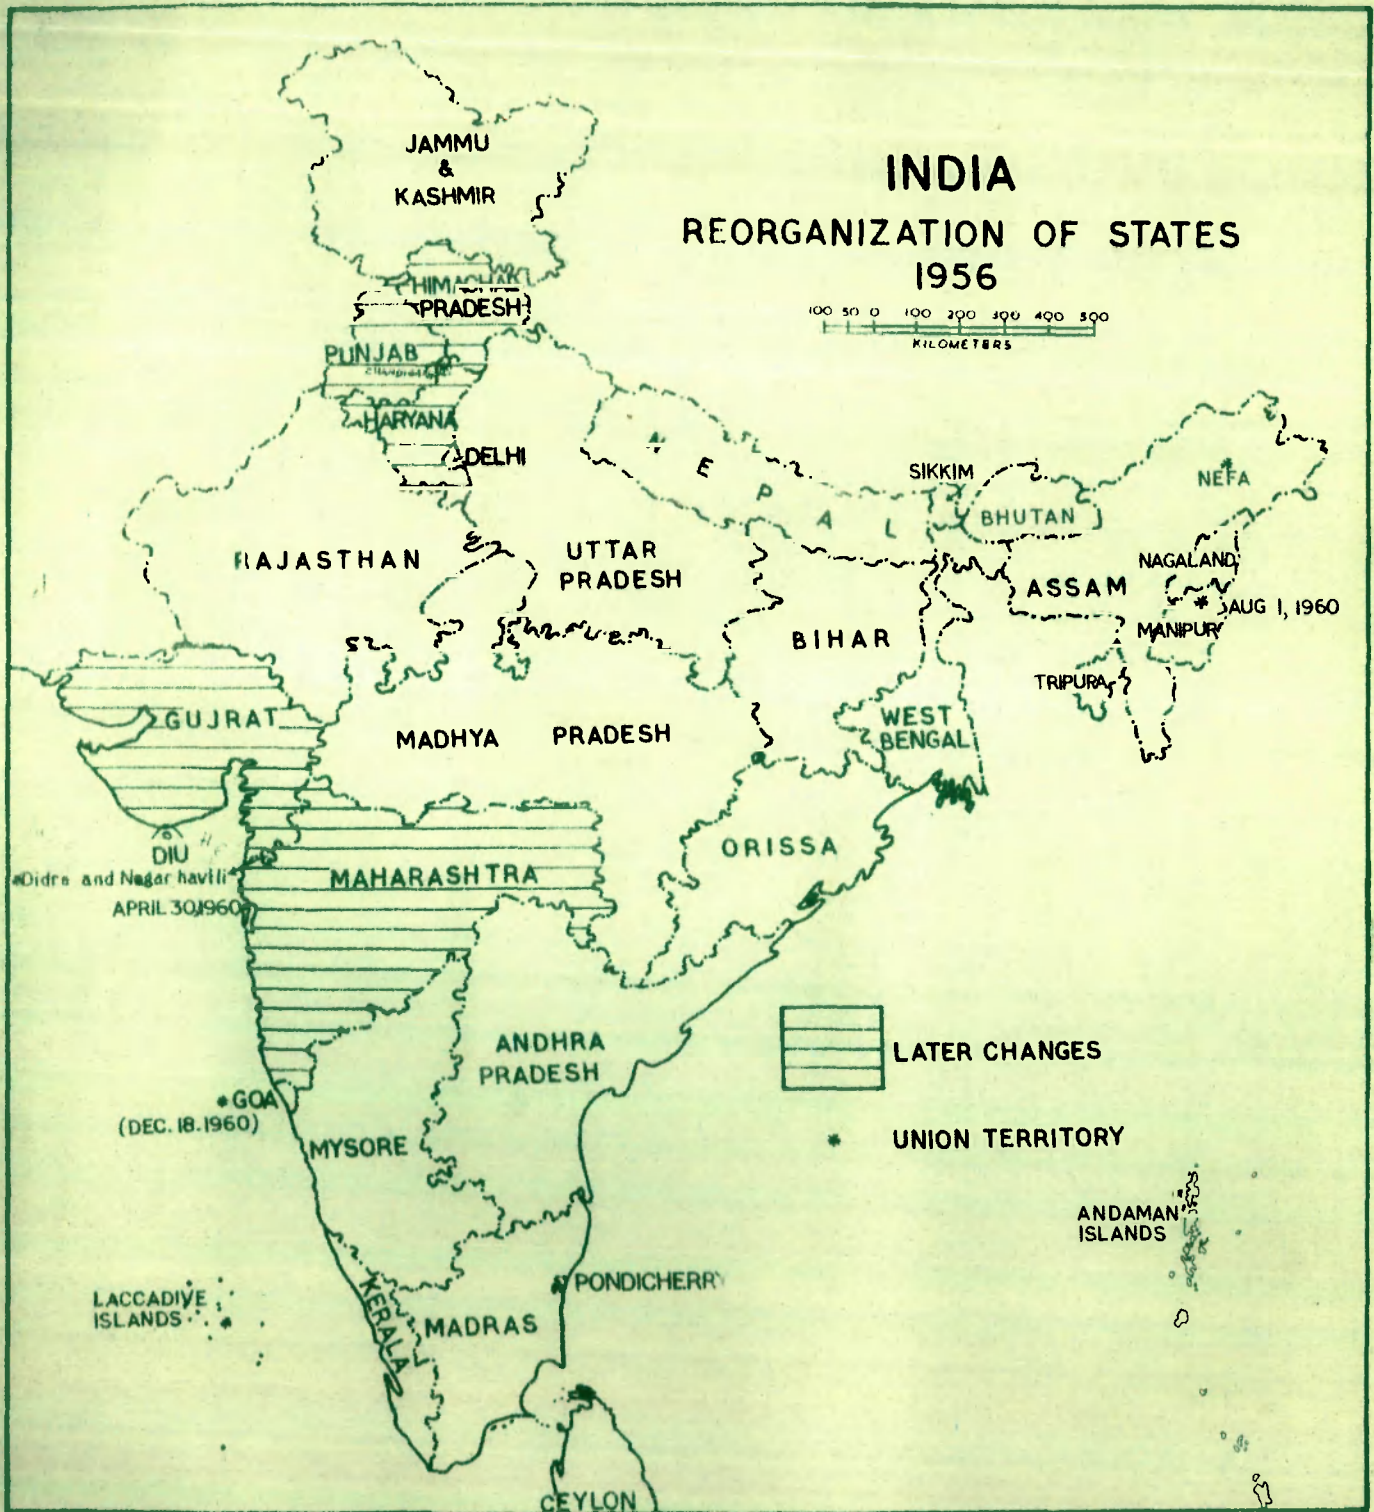 INDIA
REORGANIZATION OF STATES
1956
100 50 0 100 200 300 400 500
KILOMETERS
JAMMU
&
KASHMIR
HIMACHAL
PRADESH
PUNJAB
HARYANA
DELHI
NEPAL
SIKKIM
BHUTAN
NEFA
RAJASTHAN
UTTAR
PRADESH
NAGALAND
ASSAM
AUG 1, 1960
BIHAR
MANIPUR
TRIPURA
GUJRAT
MADHYA PRADESH
WEST
BENGAL
DIU
Didra and Nagar havili
APRIL 30,1960
MAHARASHTRA
ORISSA
ANDHRA
PRADESH
LATER CHANGES
GOA
(DEC. 18.1960)
MYSORE
* UNION TERRITORY
ANDAMAN
ISLANDS
LACCADIVE
ISLANDS
KERALA
MADRAS
PONDICHERRY
CEYLON